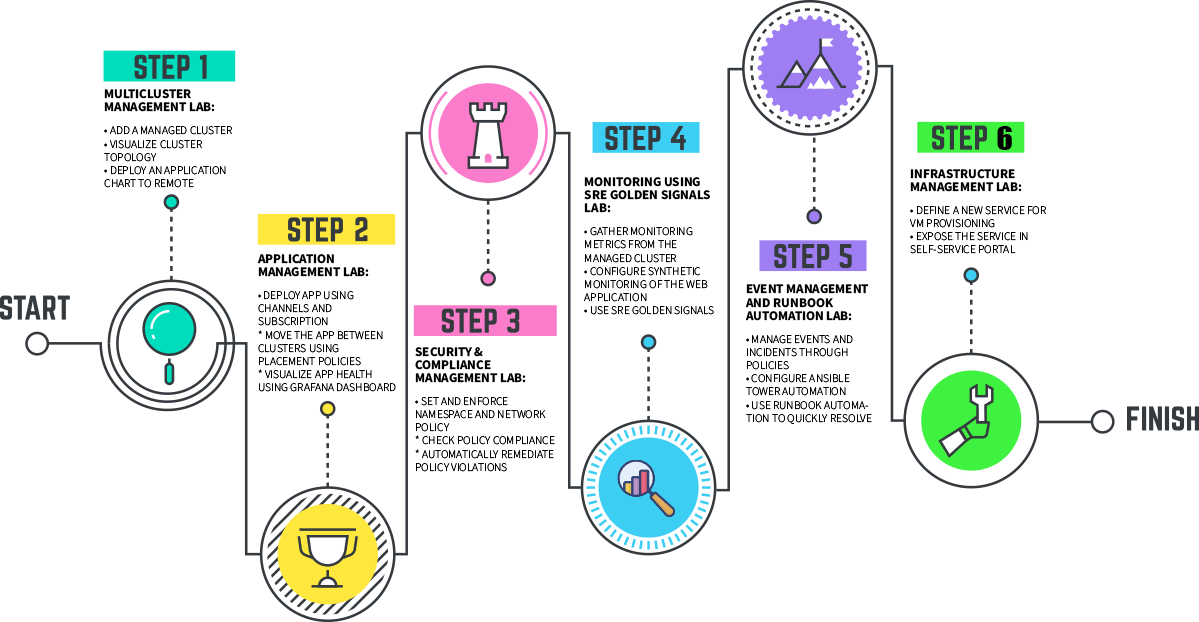 START
STEP 1
MULTICLUSTER
MANAGEMENT LAB:
• ADD A MANAGED CLUSTER
• VISUALIZE CLUSTER
TOPOLOGY
• DEPLOY AN APPLICATION
CHART TO REMOTE
STEP 2
APPLICATION
MANAGEMENT LAB:
• DEPLOY APP USING
CHANNELS AND
SUBSCRIPTION
* MOVE THE APP BETWEEN
CLUSTERS USING
PLACEMENT POLICIES
* VISUALIZE APP HEALTH
USING GRAFANA DASHBOARD
STEP 3
SECURITY &
COMPLIANCE
MANAGEMENT LAB:
• SET AND ENFORCE
NAMESPACE AND NETWORK
POLICY
* CHECK POLICY COMPLIANCE
* AUTOMATICALLY REMEDIATE
POLICY VIOLATIONS
STEP 4
MONITORING USING
SRE GOLDEN SIGNALS
LAB:
• GATHER MONITORING
METRICS FROM THE
MANAGED CLUSTER
• CONFIGURE SYNTHETIC
MONITORING OF THE WEB
APPLICATION
• USE SRE GOLDEN SIGNALS
STEP 5
EVENT MANAGEMENT
AND RUNBOOK
AUTOMATION LAB:
• MANAGE EVENTS AND
INCIDENTS THROUGH
POLICIES
• CONFIGURE ANSIBLE
TOWER AUTOMATION
• USE RUNBOOK AUTOMA-
TION TO QUICKLY RESOLVE
STEP 6
INFRASTRUCTURE
MANAGEMENT LAB:
• DEFINE A NEW SERVICE FOR
VM PROVISIONING
• EXPOSE THE SERVICE IN
SELF-SERVICE PORTAL
FINISH